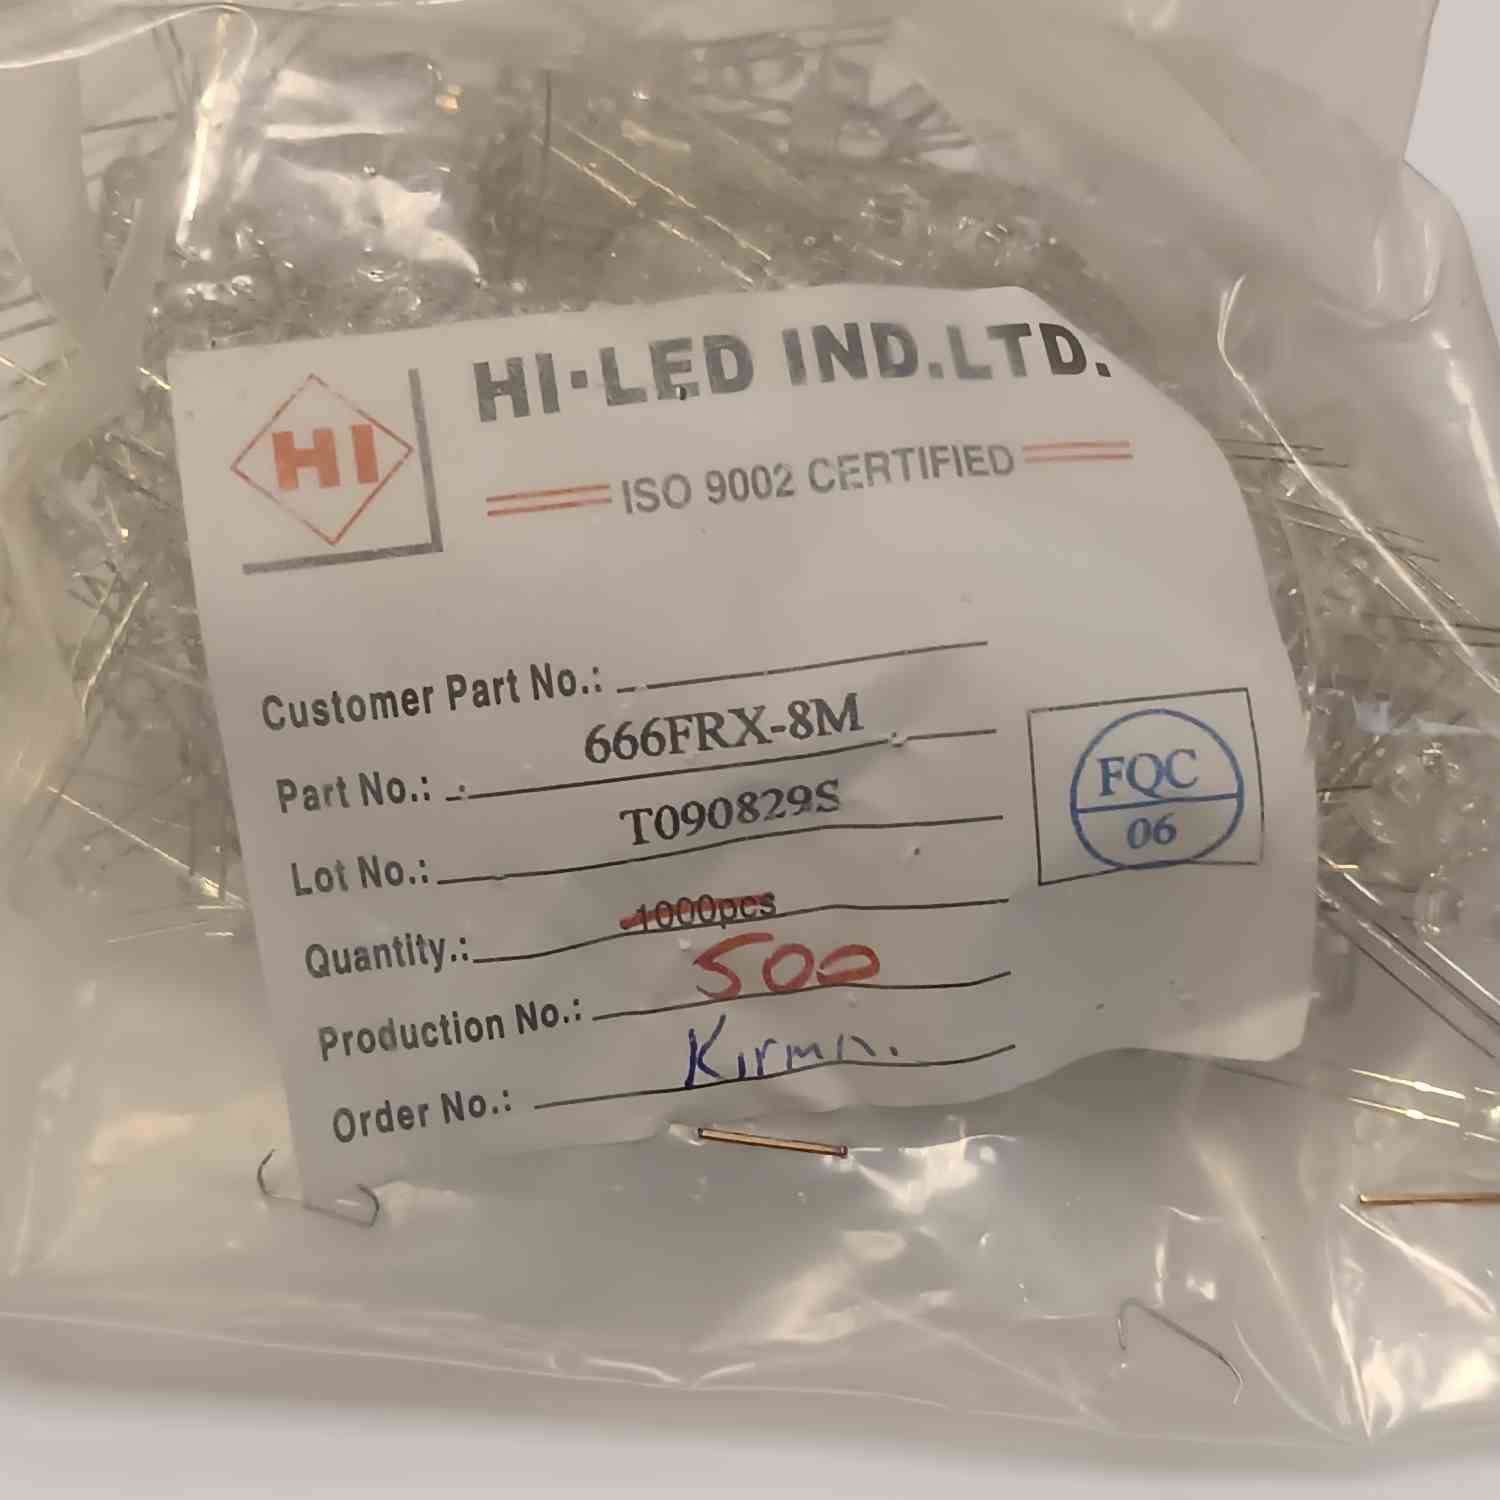 HI
HI-LED IND.LTD.
ISO 9002 CERTIFIED
Customer Part No.:
Part No.: 666FRX-8M
Lot No.: T090829S
Quantity.: 1000pcs
500
Production No.:
Order No.:
FQC
06